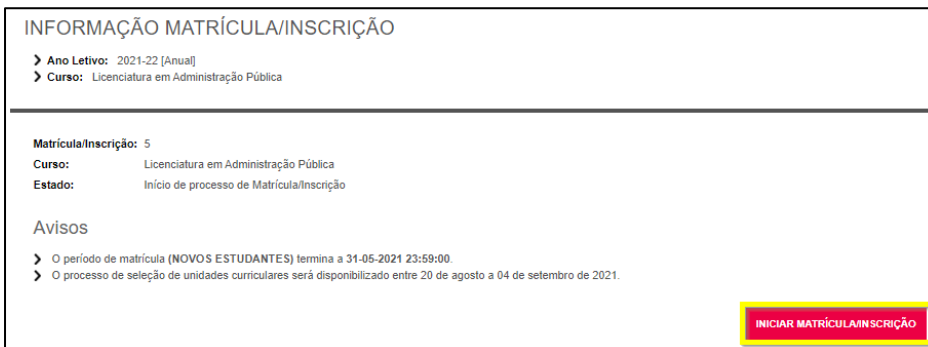 INFORMAÇÃO MATRÍCULA/INSCRIÇÃO
Ano Letivo: 2021-22 [Anual]
Curso: Licenciatura em Administração Pública
Matrícula/Inscrição: 5
Curso: Licenciatura em Administração Pública
Estado: Início de processo de Matrícula/Inscrição
Avisos
O período de matrícula (NOVOS ESTUDANTES) termina a 31-05-2021 23:59:00.
O processo de seleção de unidades curriculares será disponibilizado entre 20 de agosto a 04 de setembro de 2021.
INICIAR MATRÍCULA/INSCRIÇÃO